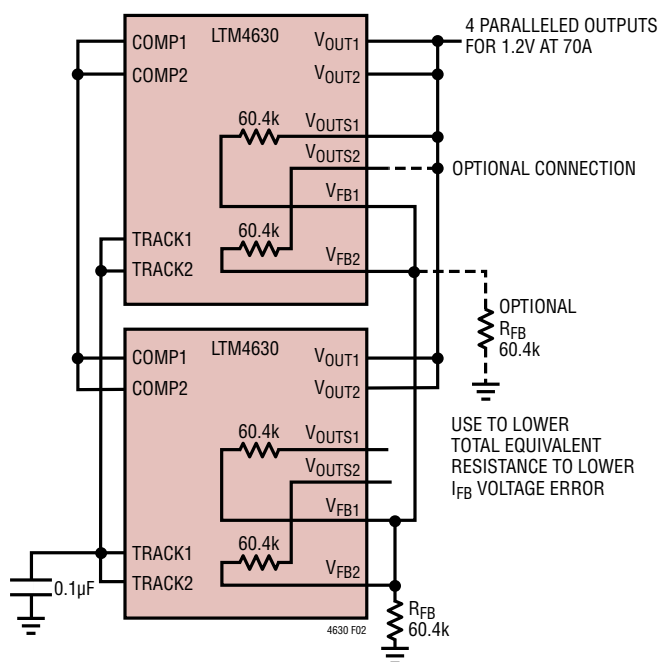 4 PARALLELED OUTPUTS
FOR 1.2V AT 70A
LTM4630
COMP1
COMP2
VOUT1
VOUT2
60.4k
VOUTS1
VOUTS2
OPTIONAL CONNECTION
VFB1
60.4k
TRACK1
TRACK2
VFB2
OPTIONAL
RFB
60.4k
LTM4630
COMP1
COMP2
VOUT1
VOUT2
USE TO LOWER
TOTAL EQUIVALENT
RESISTANCE TO LOWER
IFB VOLTAGE ERROR
60.4k
VOUTS1
VOUTS2
VFB1
60.4k
TRACK1
TRACK2
VFB2
0.1µF
RFB
60.4k
4630 F02